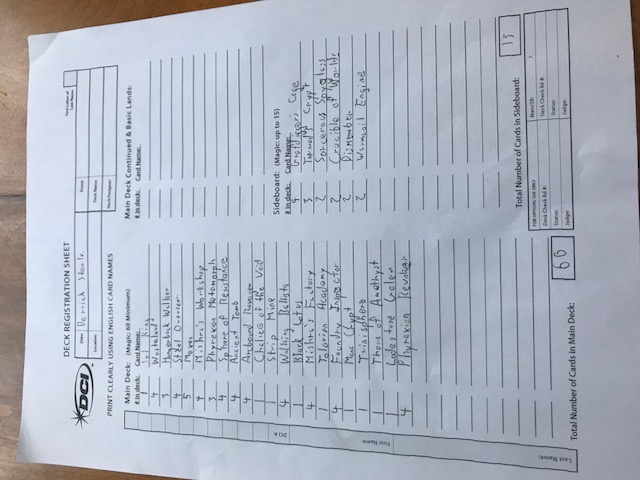 DECK REGISTRATION SHEET
First Letter of
Last Name
DCI
Date: Derrick Steele
Event:
Location:
Deck Name:
Deck Designer:
PRINT CLEARLY USING ENGLISH CARD NAMES
Main Deck: (Magic: 60 Minimum)
# in deck: Card Name:
1 Sol Ring
4 Wasteland
3 Hangerback Walker
4 Steel Overseer
5 Moxen
4 Mishra's Workshop
3 Phyrexian Metamorph
4 Sphere of Resistance
4 Ancient Tomb
4 Arcbound Ravager
1 Chalice of the Void
1 Strip Mine
4 Walking Ballista
1 Black Lotus
4 Mishra's Factory
1 Tolarian Academy
4 Foundry Inspector
1 Mana Crypt
1 Trinisphere
1 Thorn of Amethyst
1 Lodestone Golem
4 Phyrexian Revoker
Total Number of Cards in Main Deck: 60
Main Deck Continued & Basic Lands:
# in deck: Card Name:
Sideboard: (Magic: up to 15)
# in deck: Card Name:
4 Grafdigger's Cage
3 Tormod's Crypt
2 Sorcerous Spyglass
2 Crucible of Worlds
2 Dismember
2 Wurmcoil Engine
Total Number of Cards in Sideboard: 15
FOR OFFICIAL USE ONLY
Main/SB: /
Deck Check Rd #:
Deck Check Rd #:
Status:
Status:
Judge:
Judge:
DCI #:
First Name:
Last Name: